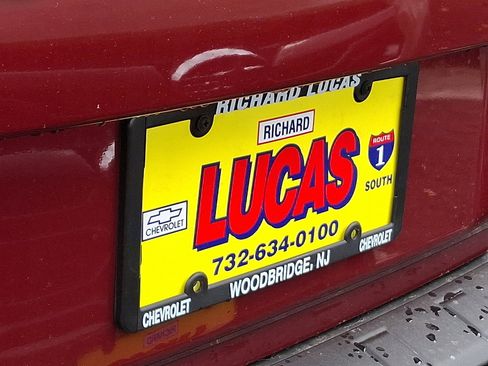 RICHARD LUCAS
RICHARD
LUCAS
ROUTE
1
SOUTH
CHEVROLET
732-634-0100
CHEVROLET
WOODBRIDGE, NJ
CHEVROLET